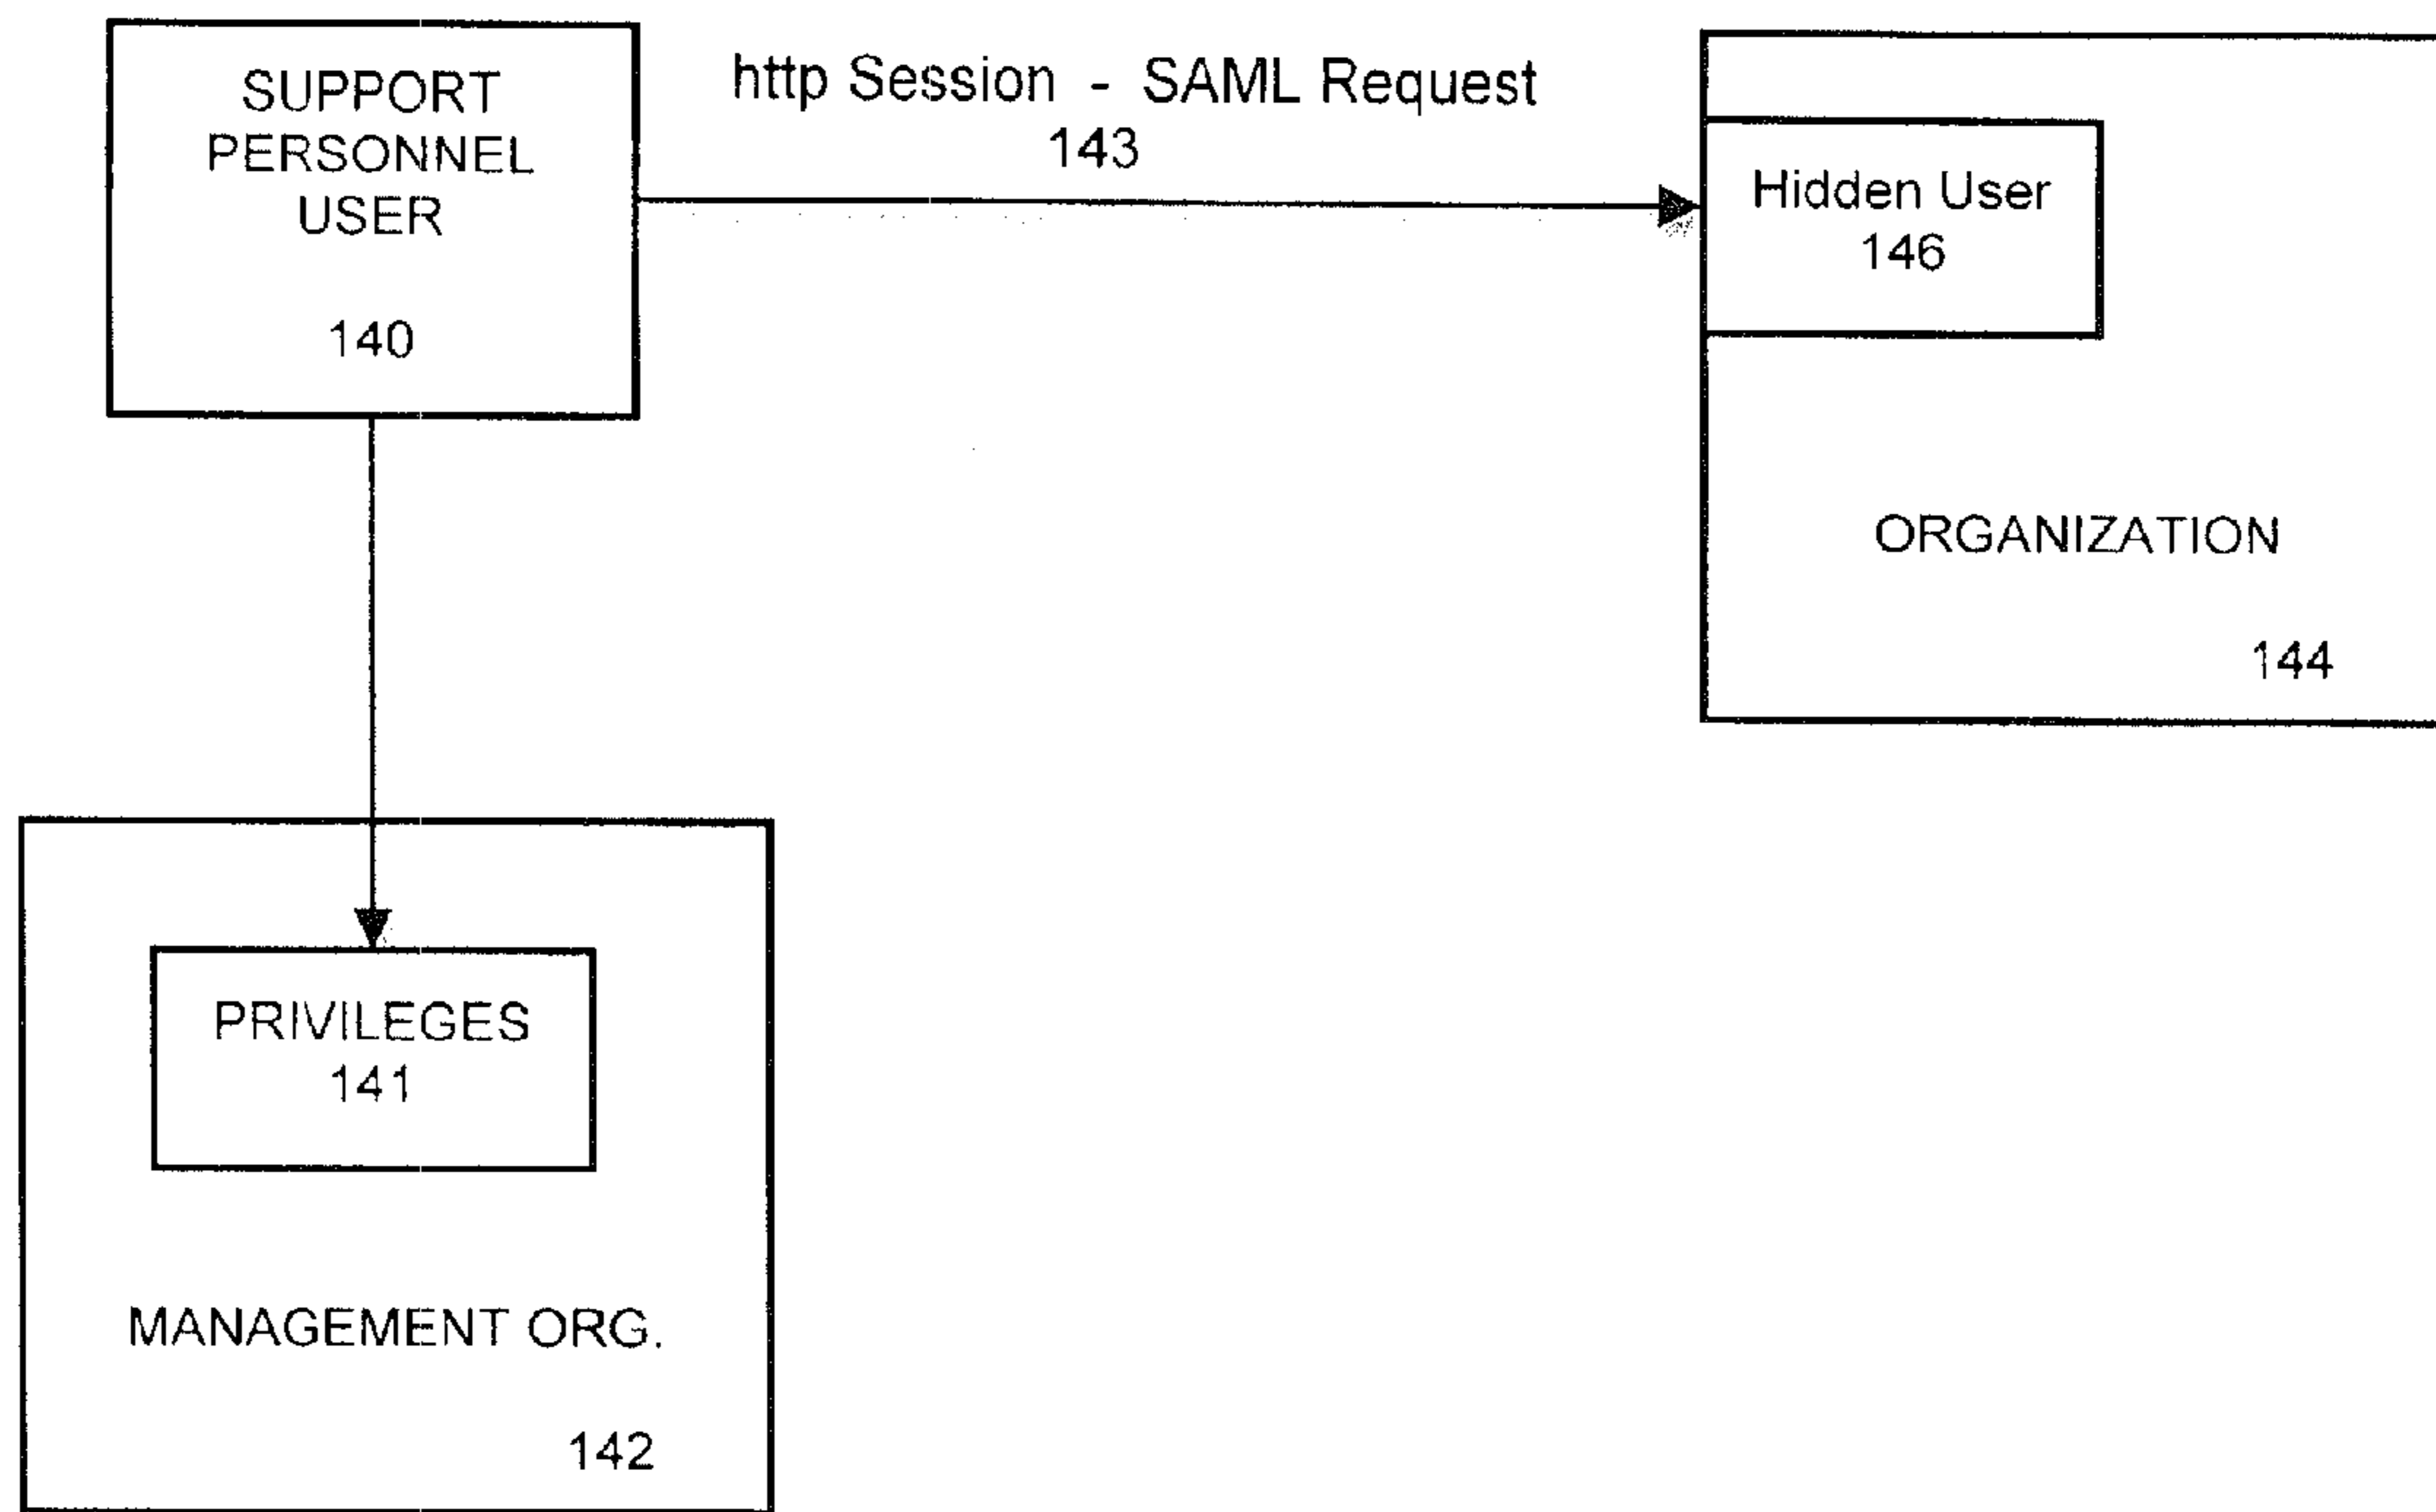 SUPPORT
PERSONNEL
USER
140
http Session - SAML Request
143
Hidden User
146
ORGANIZATION
144
PRIVILEGES
141
MANAGEMENT ORG.
142